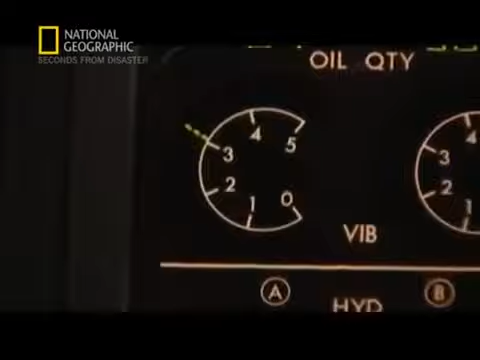 NATIONAL
GEOGRAPHIC
SECONDS FROM DISASTER
OIL QTY
4
5
3
2
1
0
4
3
2
1
VIB
A
B
HYD